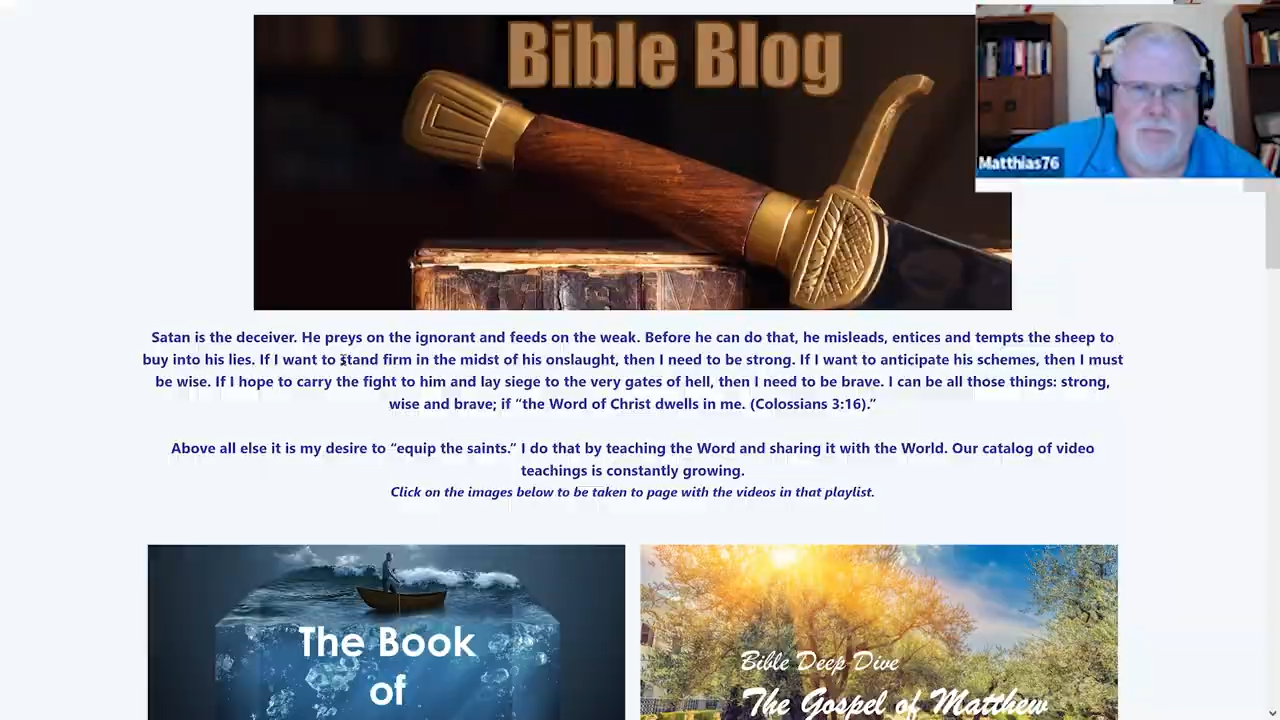 Bible Blog
Matthias76
Satan is the deceiver. He preys on the ignorant and feeds on the weak. Before he can do that, he misleads, entices and tempts the sheep to
buy into his lies. If I want to stand firm in the midst of his onslaught, then I need to be strong. If I want to anticipate his schemes, then I must
be wise. If I hope to carry the fight to him and lay siege to the very gates of hell, then I need to be brave. I can be all those things: strong,
wise and brave; if “the Word of Christ dwells in me. (Colossians 3:16).”
Above all else it is my desire to “equip the saints.” I do that by teaching the Word and sharing it with the World. Our catalog of video
teachings is constantly growing.
Click on the images below to be taken to page with the videos in that playlist.
The Book
of
Bible Deep Dive
The Gospel of Matthew